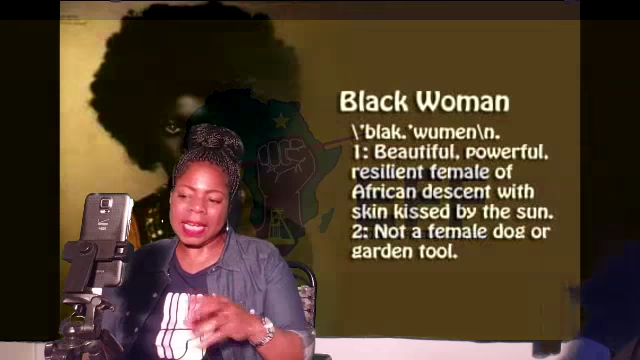 Black Woman
\'blak.'wumen\n.
1: Beautiful, powerful,
resilient female of
African descent with
skin kissed by the sun.
2: Not a female dog or
garden tool.